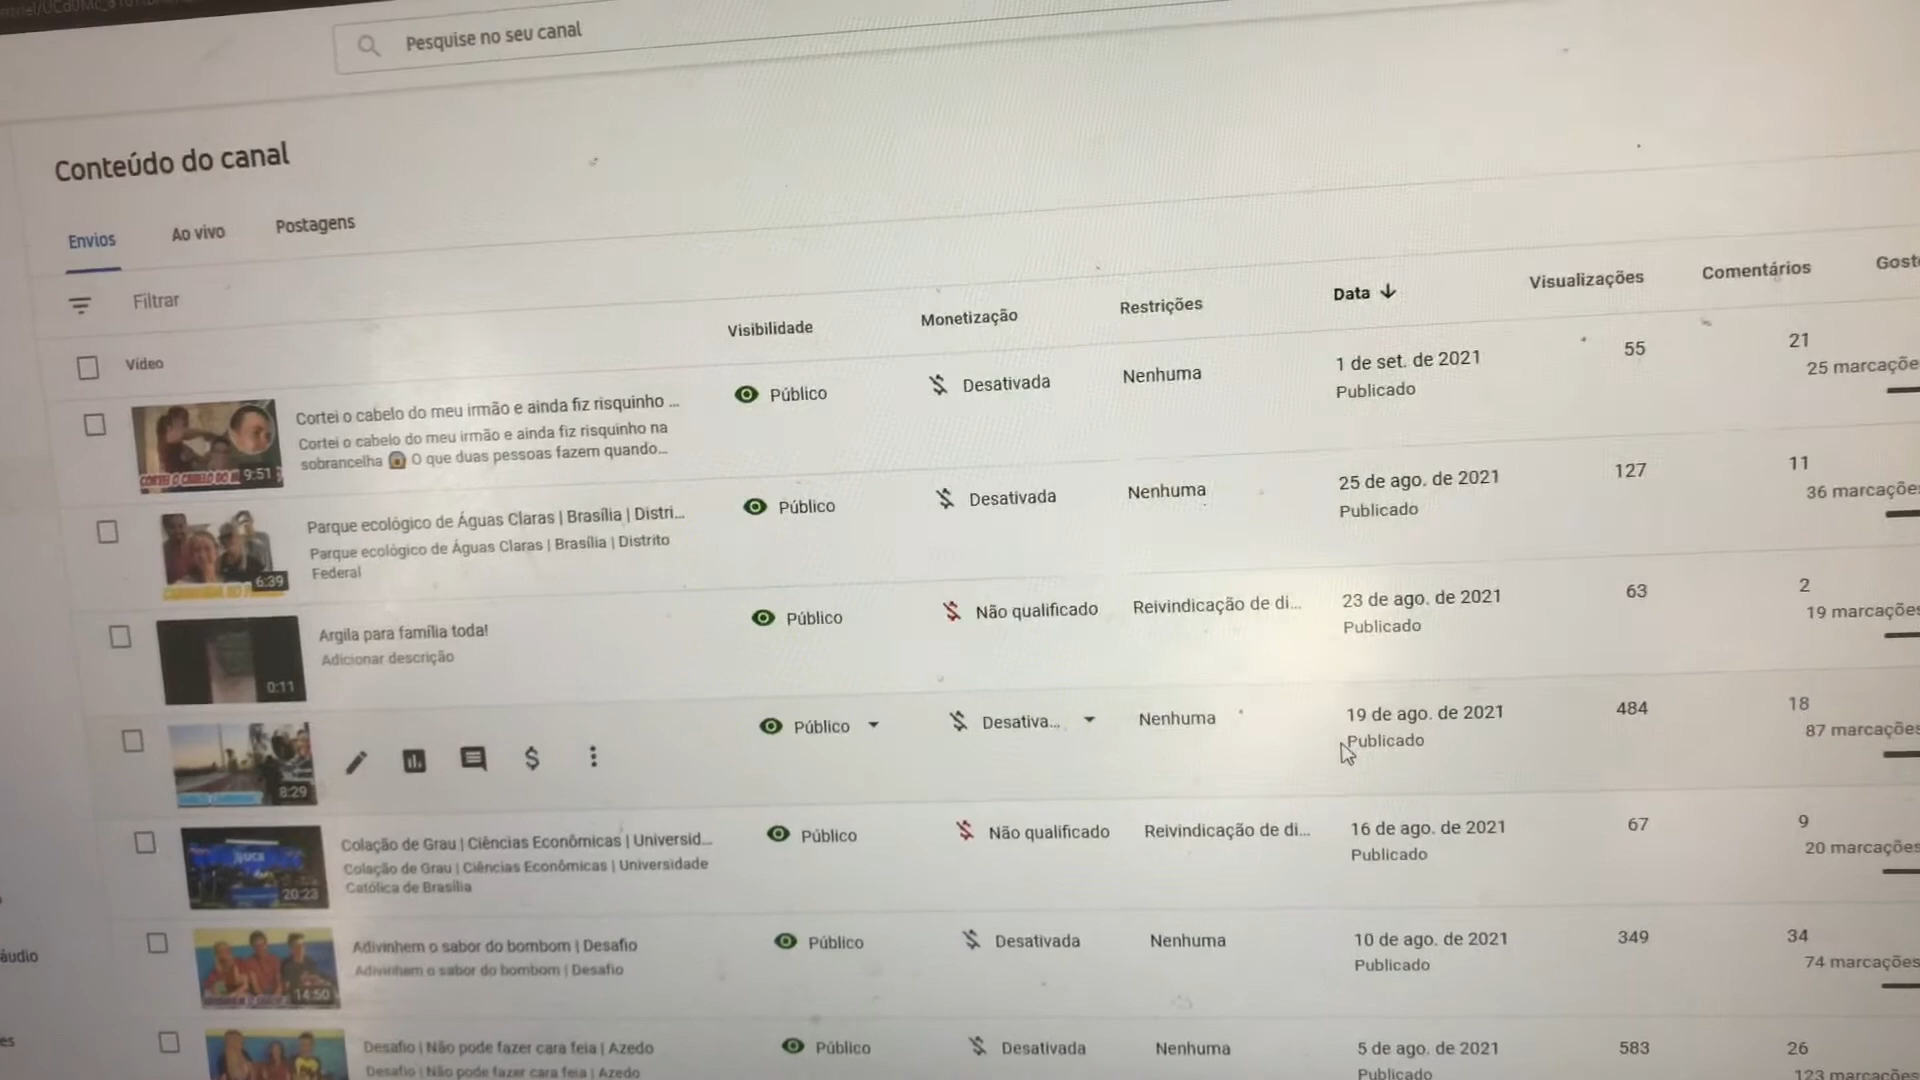 Pesquise no seu canal
Conteúdo do canal
Envios Ao vivo Postagens
Filtrar
Vídeo Visibilidade Monetização Restrições Data Visualizações Comentários Gost
Cortei o cabelo do meu irmão e ainda fiz risquinho ... Público Desativada Nenhuma 1 de set. de 2021 55 21
Cortei o cabelo do meu irmão e ainda fiz risquinho na Publicado 25 marcaçõe
sobrancelha 😱 O que duas pessoas fazem quando...
9:51
Parque ecológico de Águas Claras | Brasília | Distri... Público Desativada Nenhuma 25 de ago. de 2021 127 11
Parque ecológico de Águas Claras | Brasília | Distrito Publicado 36 marcaçõe
Federal
6:39
Argila para família toda! Público Não qualificado Reivindicação de di... 23 de ago. de 2021 63 2
Adicionar descrição Publicado 19 marcações
0:11
Público Desativa... Nenhuma 19 de ago. de 2021 484 18
Publicado 87 marcaçõe
8:29
Colação de Grau | Ciências Econômicas | Universid... Público Não qualificado Reivindicação de di... 16 de ago. de 2021 67 9
Colação de Grau | Ciências Econômicas | Universidade Publicado 20 marcaçõe
Católica de Brasília
20:23
Adivinhem o sabor do bombom | Desafio Público Desativada Nenhuma 10 de ago. de 2021 349 34
Adivinhem o sabor do bombom | Desafio Publicado 74 marcações
14:50
áudio
Desafio | Não pode fazer cara feia | Azedo Público Desativada Nenhuma 5 de ago. de 2021 583 26
Desafio | Não pode fazer cara feia | Azedo Publicado 123 marcações
es